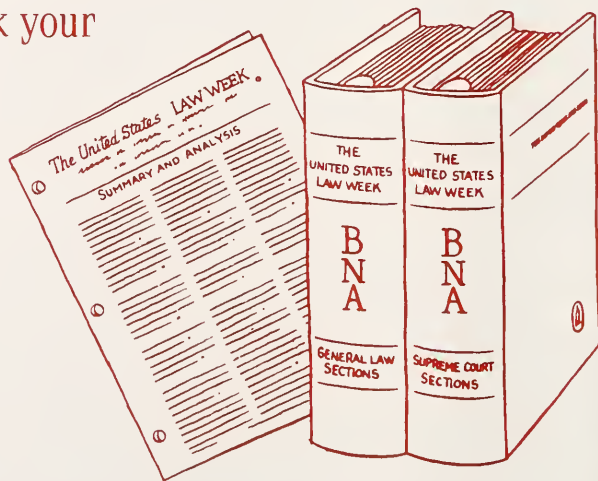 k your
The United States LAW WEEK
SUMMARY AND ANALYSIS
THE
UNITED STATES
LAW WEEK
B
N
A
GENERAL LAW
SECTIONS
THE
UNITED STATES
LAW WEEK
B
N
A
SUPREME COURT
SECTIONS